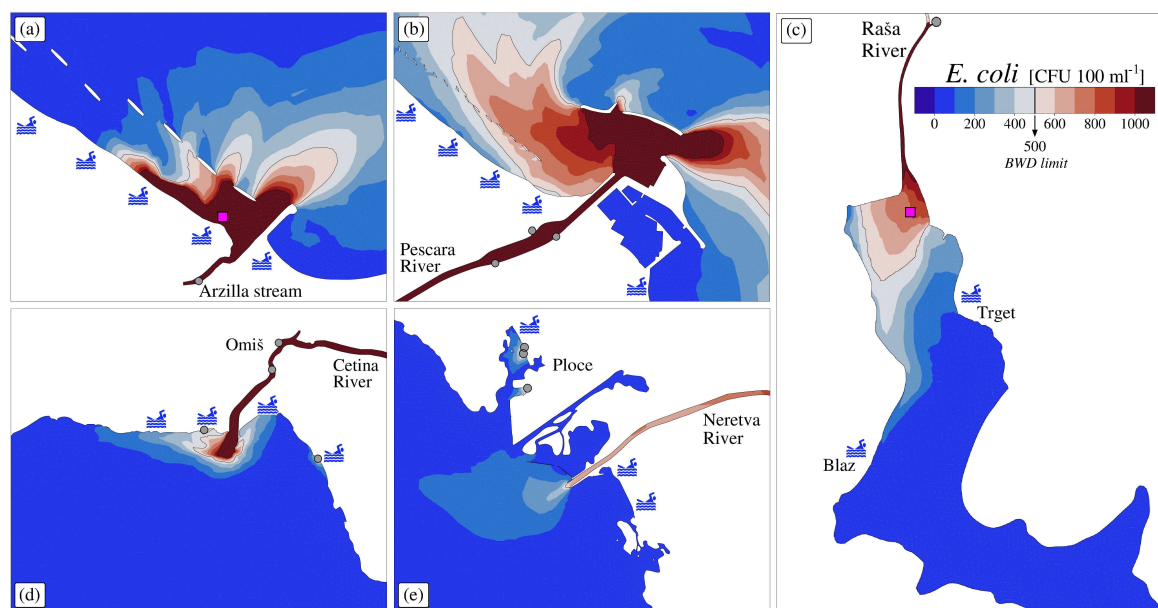 (a)
Arzilla stream
(b)
Pescara
River
(c)
Raša
River
E. coli [CFU 100 ml⁻¹]
0 200 400 600 800 1000
500
BWD limit
Trget
Blaz
(d)
Omiš
Cetina
River
(e)
Ploce
Neretva
River